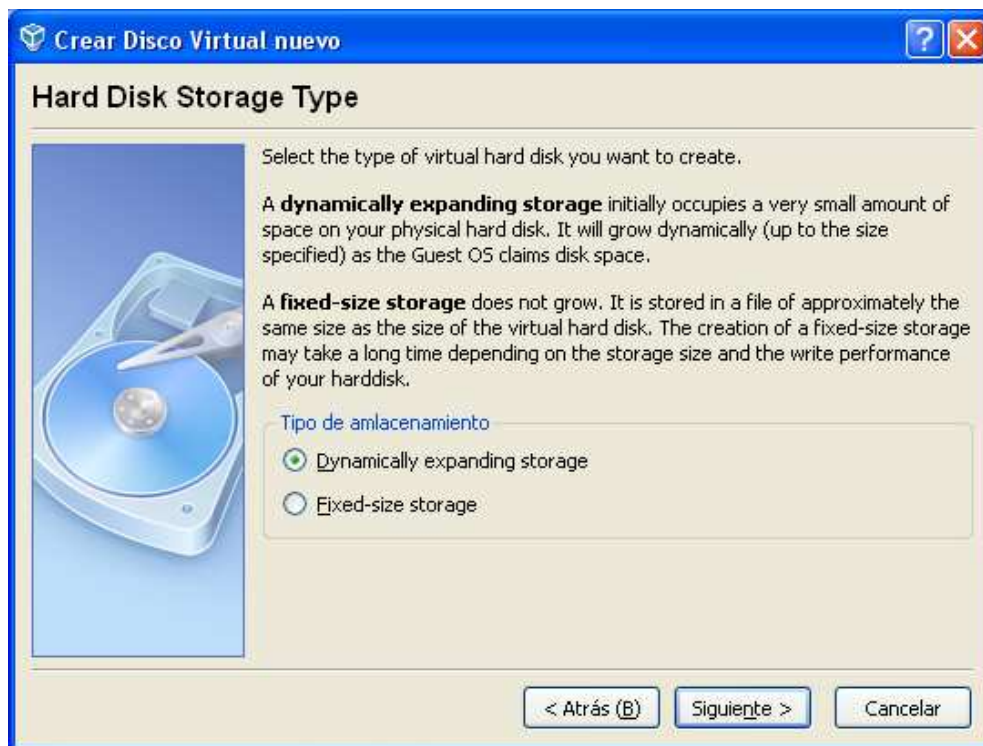 Crear Disco Virtual nuevo
Hard Disk Storage Type
Select the type of virtual hard disk you want to create.
A dynamically expanding storage initially occupies a very small amount of
space on your physical hard disk. It will grow dynamically (up to the size
specified) as the Guest OS claims disk space.
A fixed-size storage does not grow. It is stored in a file of approximately the
same size as the size of the virtual hard disk. The creation of a fixed-size storage
may take a long time depending on the storage size and the write performance
of your harddisk.
Tipo de amlacenamiento
Dynamically expanding storage
Fixed-size storage
< Atrás (B)
Siguiente >
Cancelar